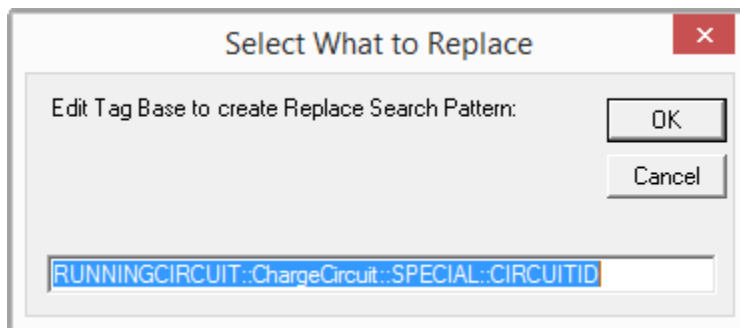 Select What to Replace
Edit Tag Base to create Replace Search Pattern:
OK
Cancel
RUNNINGCIRCUIT::ChargeCircuit::SPECIAL::CIRCUITID